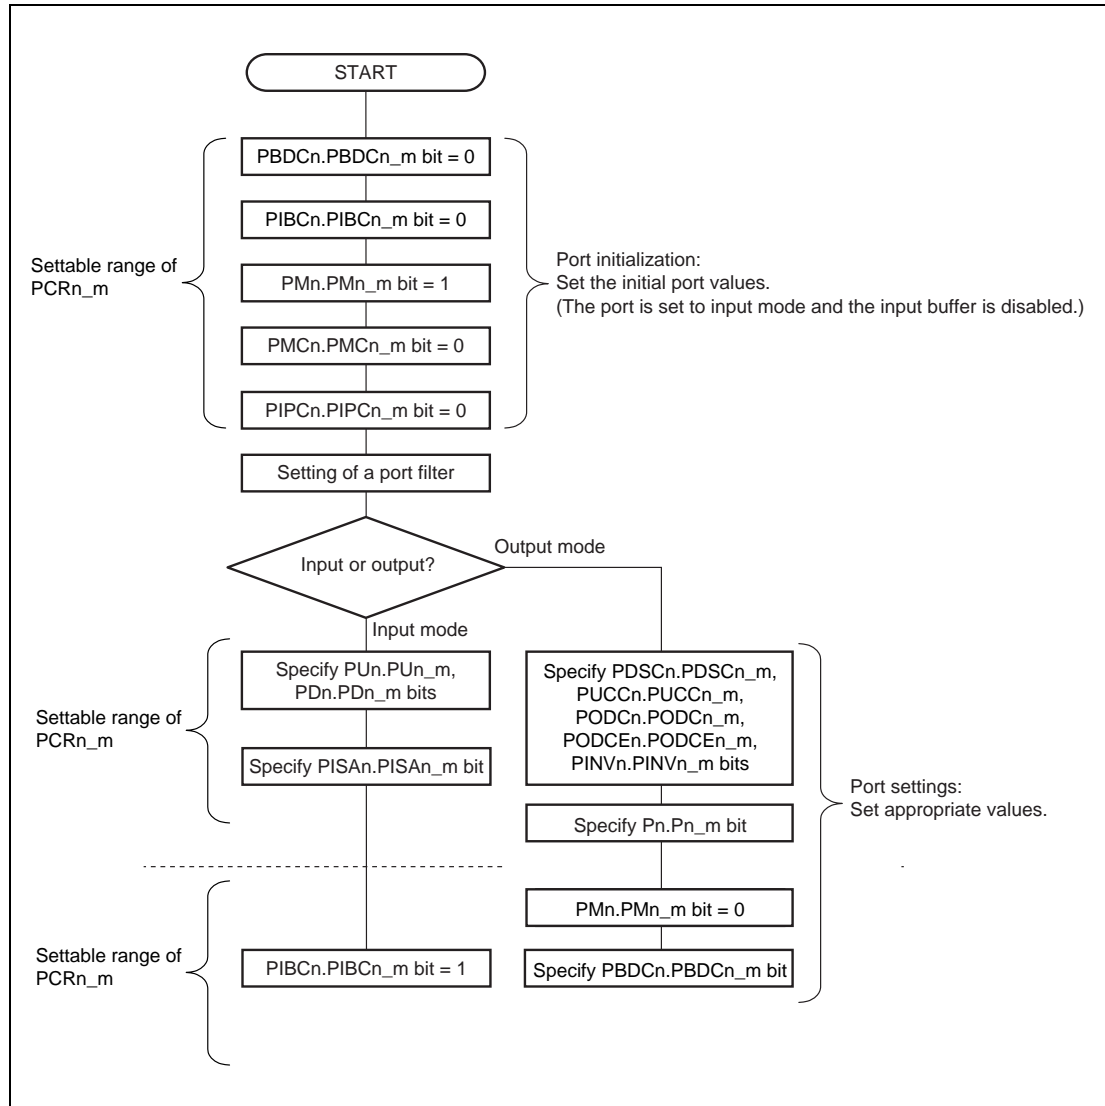 START
PBDCn.PBDCn_m bit = 0
PIBCn.PIBCn_m bit = 0
PMn.PMn_m bit = 1
PMCn.PMCn_m bit = 0
PIPCn.PIPCn_m bit = 0
Settable range of
PCRn_m
Port initialization:
Set the initial port values.
(The port is set to input mode and the input buffer is disabled.)
Setting of a port filter
Input or output?
Output mode
Input mode
Specify PUn.PUn_m,
PDn.PDn_m bits
Specify PISAn.PISAn_m bit
Settable range of
PCRn_m
Specify PDSCn.PDSCn_m,
PUCCn.PUCCn_m,
PODCn.PODCn_m,
PODCEn.PODCEn_m,
PINVn.PINVn_m bits
Specify Pn.Pn_m bit
Port settings:
Set appropriate values.
PMn.PMn_m bit = 0
Settable range of
PCRn_m
PIBCn.PIBCn_m bit = 1
Specify PBDCn.PBDCn_m bit